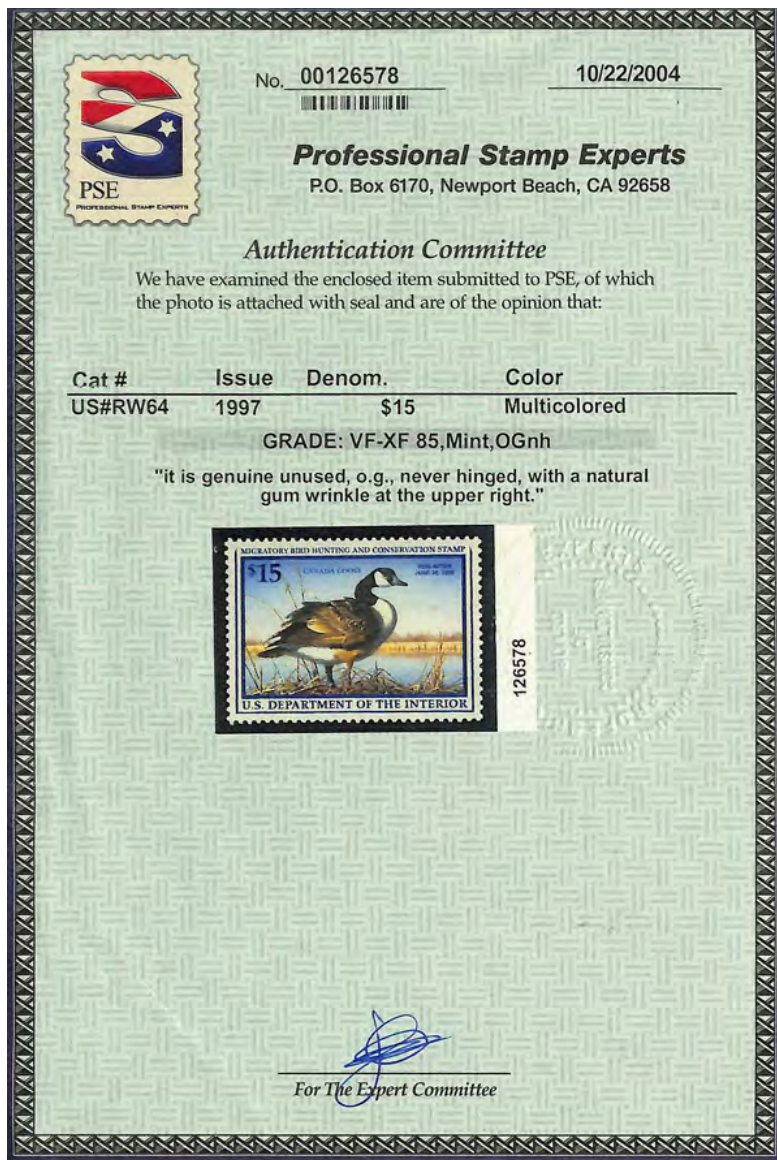 No. 00126578
10/22/2004
PSE
PROFESSIONAL STAMP EXPERTS
Professional Stamp Experts
P.O. Box 6170, Newport Beach, CA 92658
Authentication Committee
We have examined the enclosed item submitted to PSE, of which
the photo is attached with seal and are of the opinion that:
Cat # Issue Denom. Color
US#RW64 1997 $15 Multicolored
GRADE: VF-XF 85,Mint,OGnh
"it is genuine unused, o.g., never hinged, with a natural
gum wrinkle at the upper right."
MIGRATORY BIRD HUNTING AND CONSERVATION STAMP
$15 CANADA GOOSE
U.S. DEPARTMENT OF THE INTERIOR
126578
For The Expert Committee